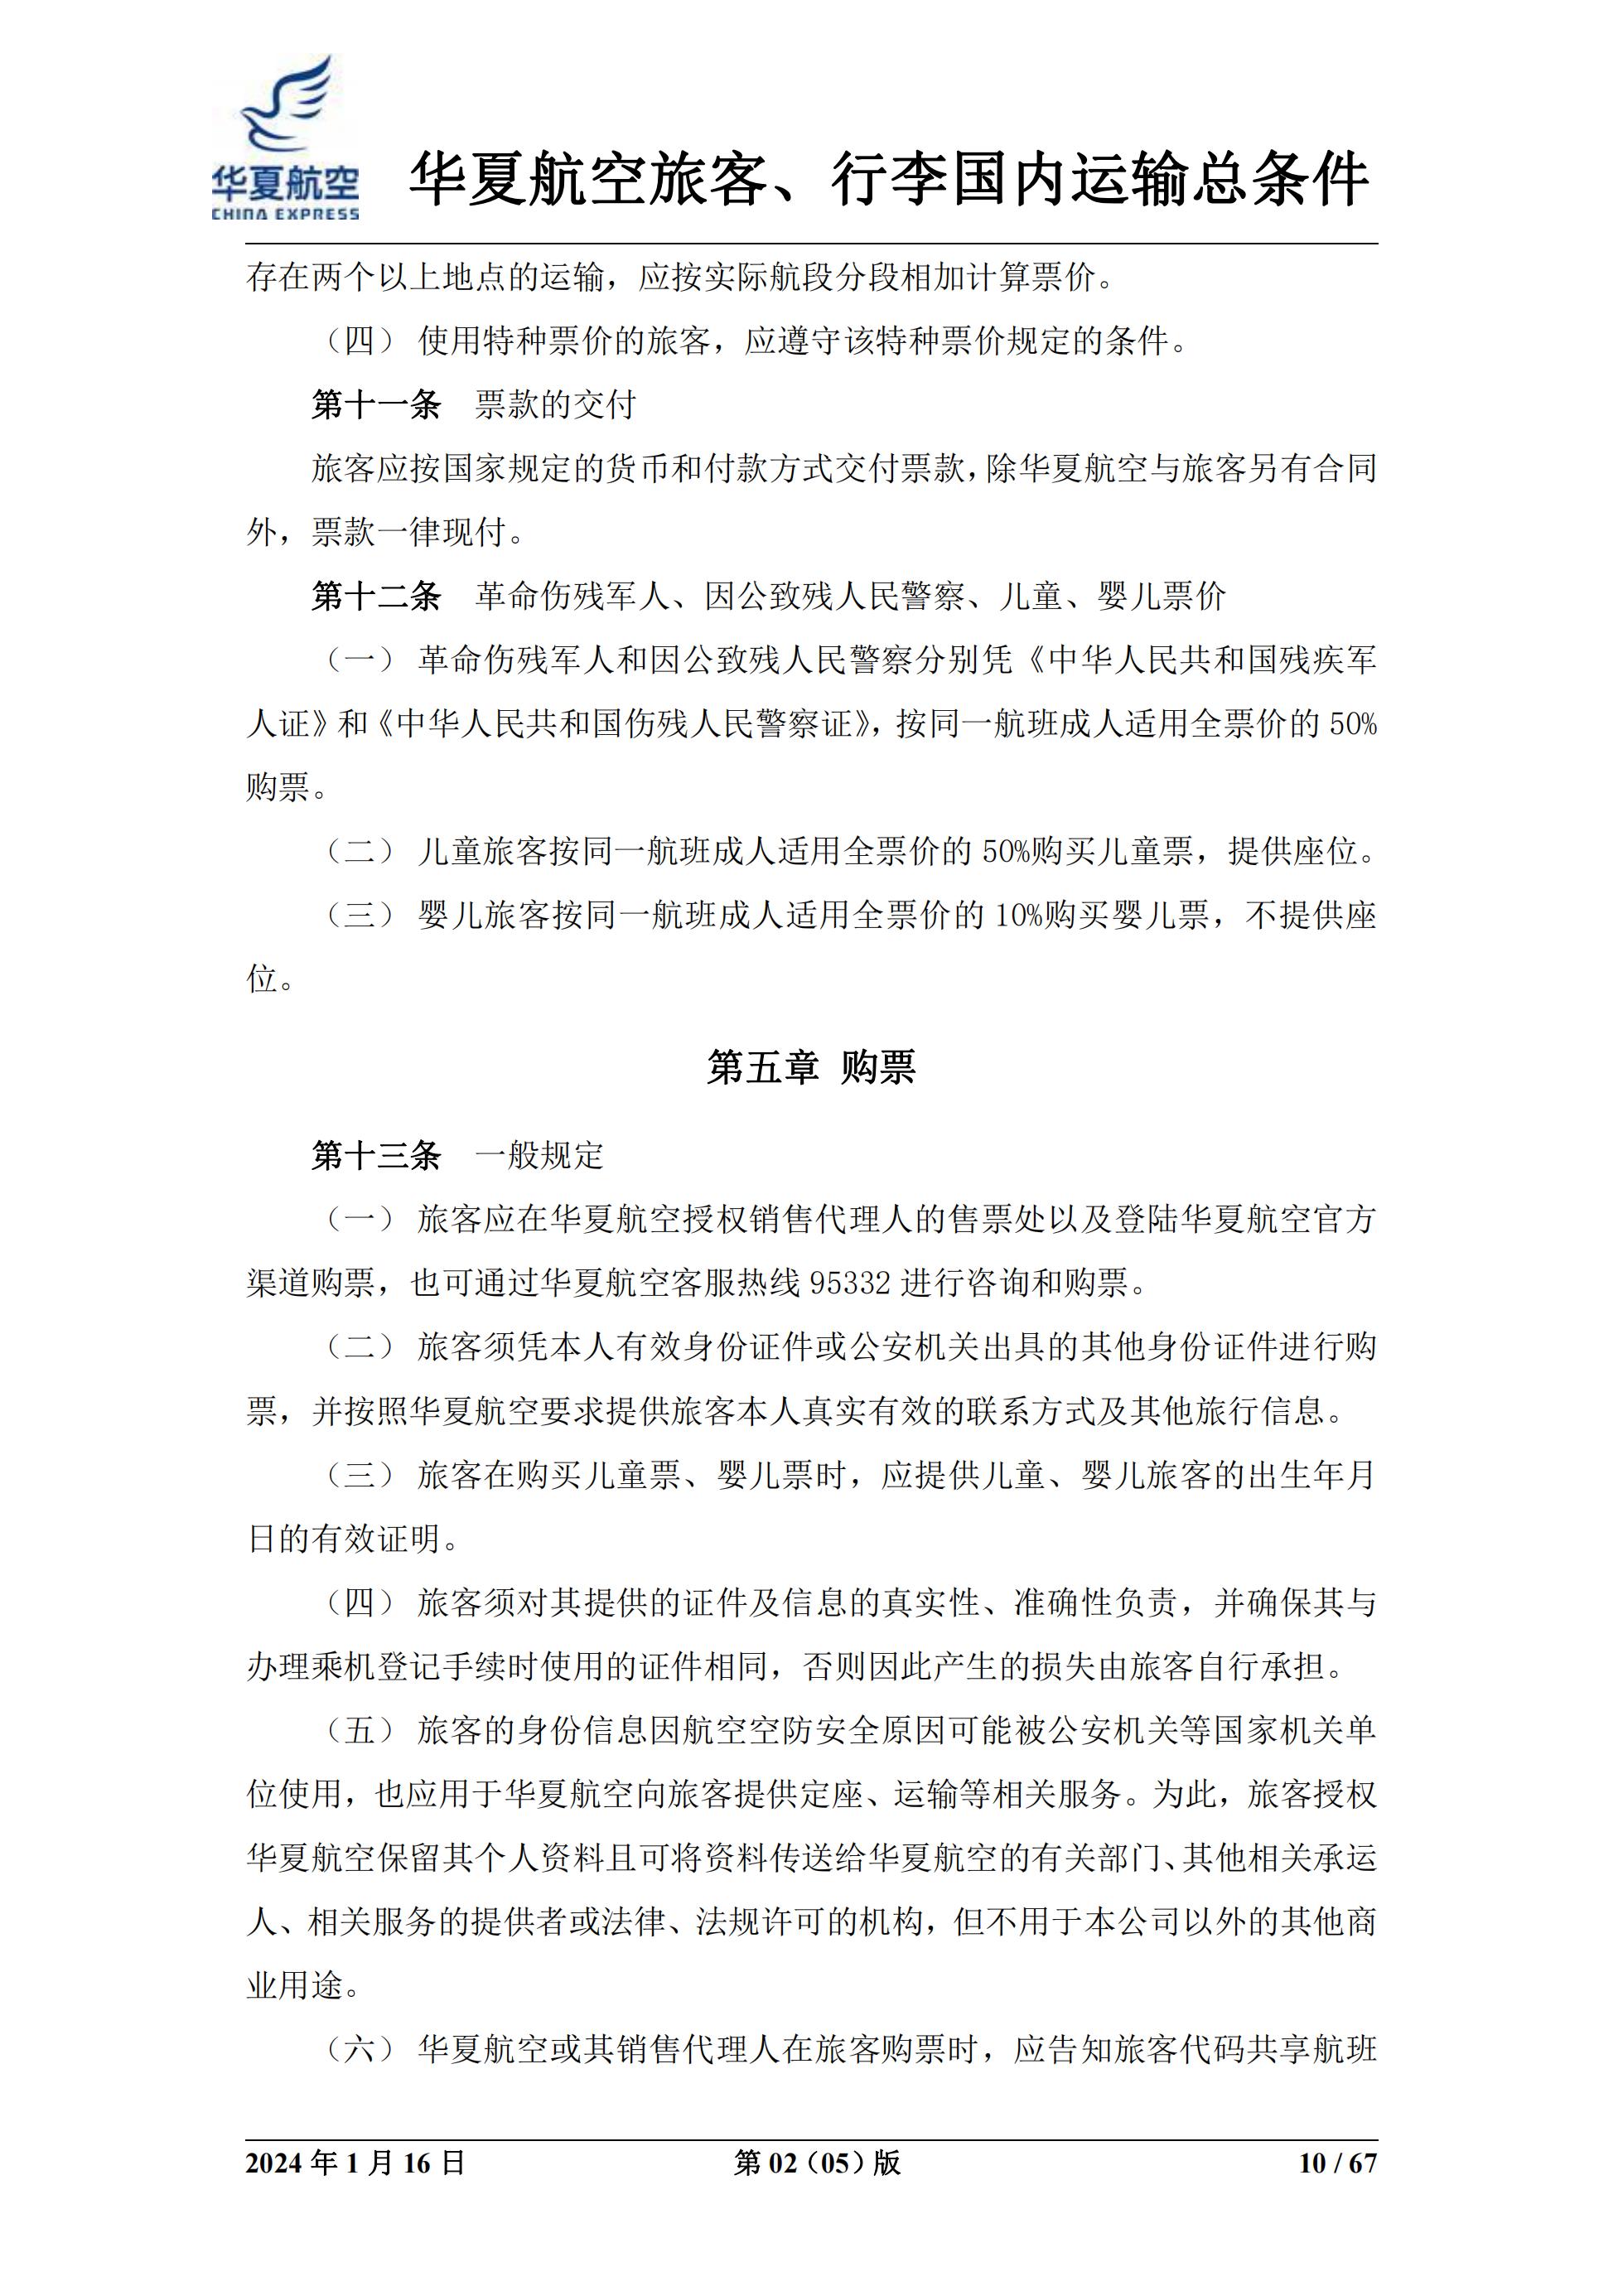 华夏航空
CHINA EXPRESS
华夏航空旅客、行李国内运输总条件
存在两个以上地点的运输，应按实际航段分段相加计算票价。
（四） 使用特种票价的旅客，应遵守该特种票价规定的条件。
第十一条 票款的交付
旅客应按国家规定的货币和付款方式交付票款，除华夏航空与旅客另有合同
外，票款一律现付。
第十二条 革命伤残军人、因公致残人民警察、儿童、婴儿票价
（一） 革命伤残军人和因公致残人民警察分别凭《中华人民共和国残疾军
人证》和《中华人民共和国伤残人民警察证》，按同一航班成人适用全票价的 50%
购票。
（二） 儿童旅客按同一航班成人适用全票价的 50%购买儿童票，提供座位。
（三） 婴儿旅客按同一航班成人适用全票价的 10%购买婴儿票，不提供座
位。
第五章 购票
第十三条 一般规定
（一） 旅客应在华夏航空授权销售代理人的售票处以及登陆华夏航空官方
渠道购票，也可通过华夏航空客服热线 95332 进行咨询和购票。
（二） 旅客须凭本人有效身份证件或公安机关出具的其他身份证件进行购
票，并按照华夏航空要求提供旅客本人真实有效的联系方式及其他旅行信息。
（三） 旅客在购买儿童票、婴儿票时，应提供儿童、婴儿旅客的出生年月
日的有效证明。
（四） 旅客须对其提供的证件及信息的真实性、准确性负责，并确保其与
办理乘机登记手续时使用的证件相同，否则因此产生的损失由旅客自行承担。
（五） 旅客的身份信息因航空空防安全原因可能被公安机关等国家机关单
位使用，也应用于华夏航空向旅客提供定座、运输等相关服务。为此，旅客授权
华夏航空保留其个人资料且可将资料传送给华夏航空的有关部门、其他相关承运
人、相关服务的提供者或法律、法规许可的机构，但不用于本公司以外的其他商
业用途。
（六） 华夏航空或其销售代理人在旅客购票时，应告知旅客代码共享航班
2024 年 1 月 16 日 第 02（05）版 10 / 67